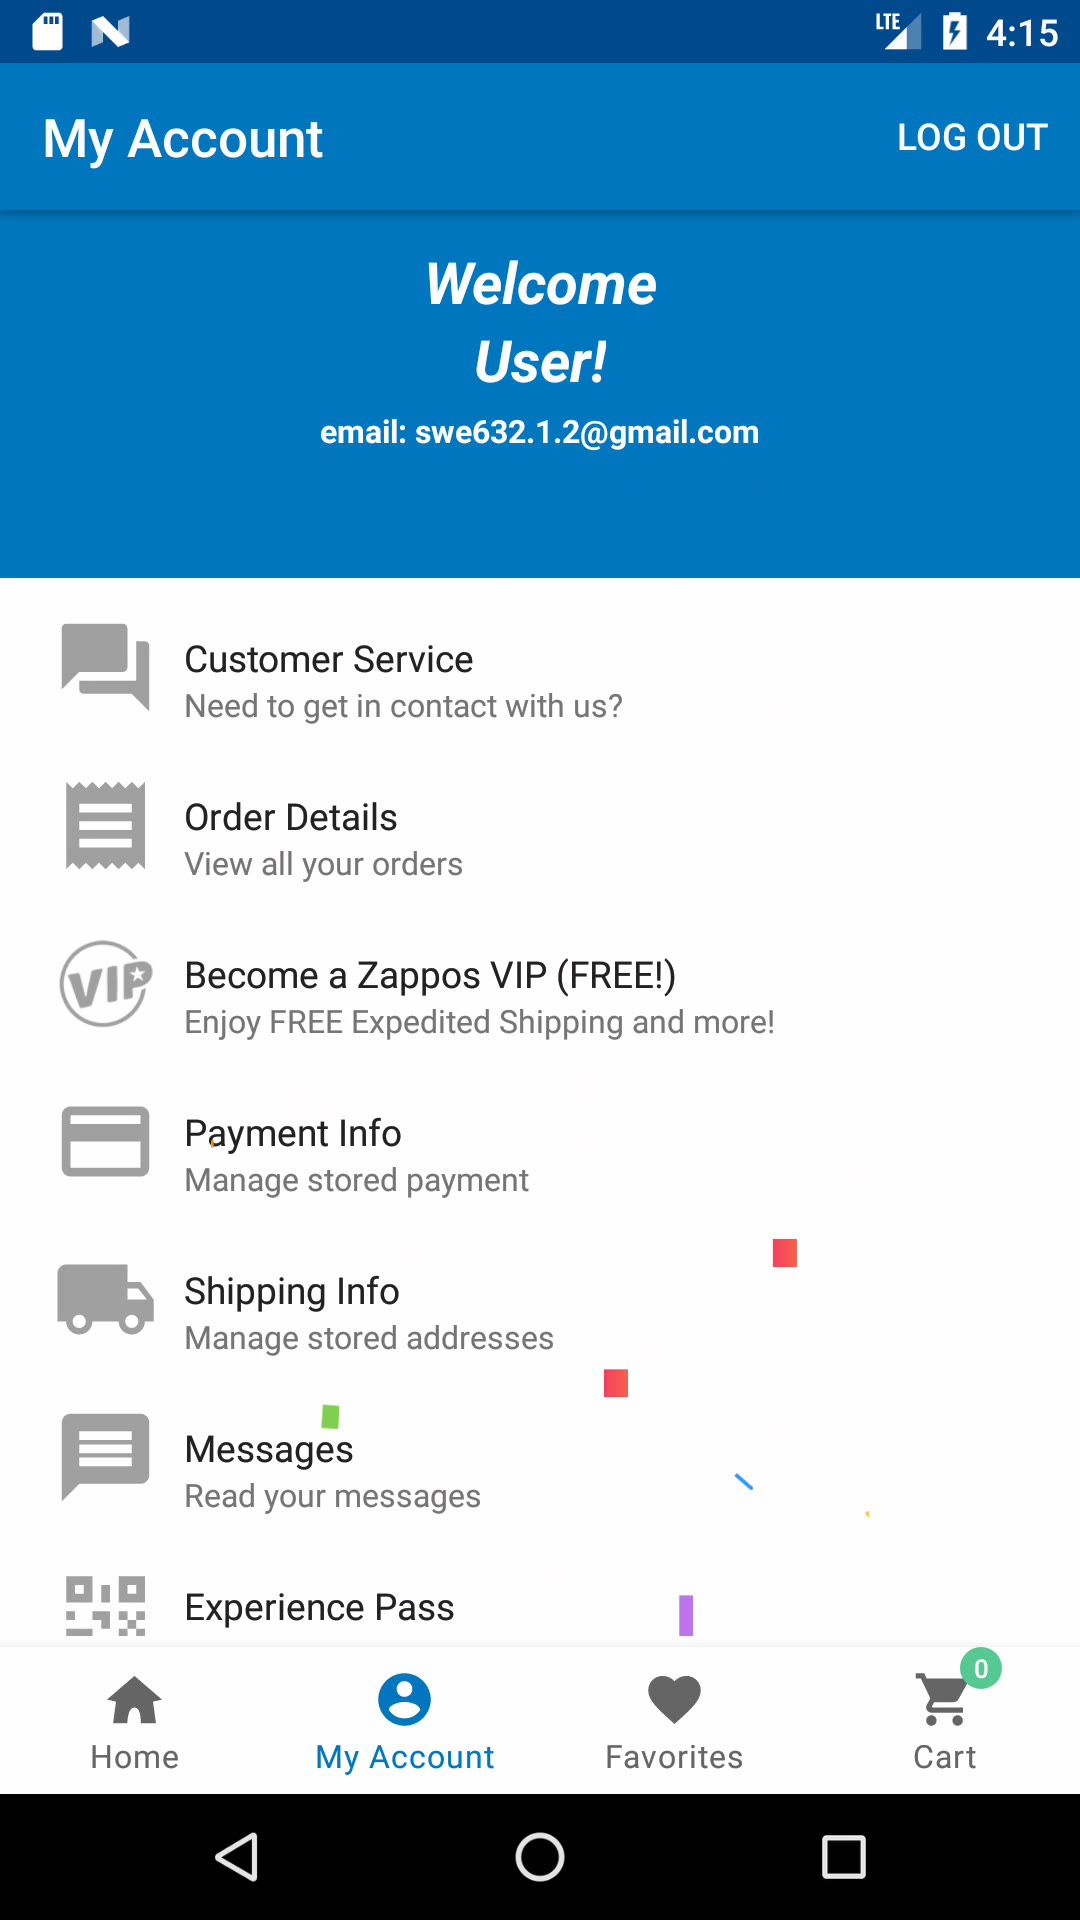 LTE 4:15
My Account LOG OUT
Welcome
User!
email: swe632.1.2@gmail.com
Customer Service
Need to get in contact with us?
Order Details
View all your orders
VIP
Become a Zappos VIP (FREE!)
Enjoy FREE Expedited Shipping and more!
Payment Info
Manage stored payment
Shipping Info
Manage stored addresses
Messages
Read your messages
Experience Pass
0
Home My Account Favorites Cart